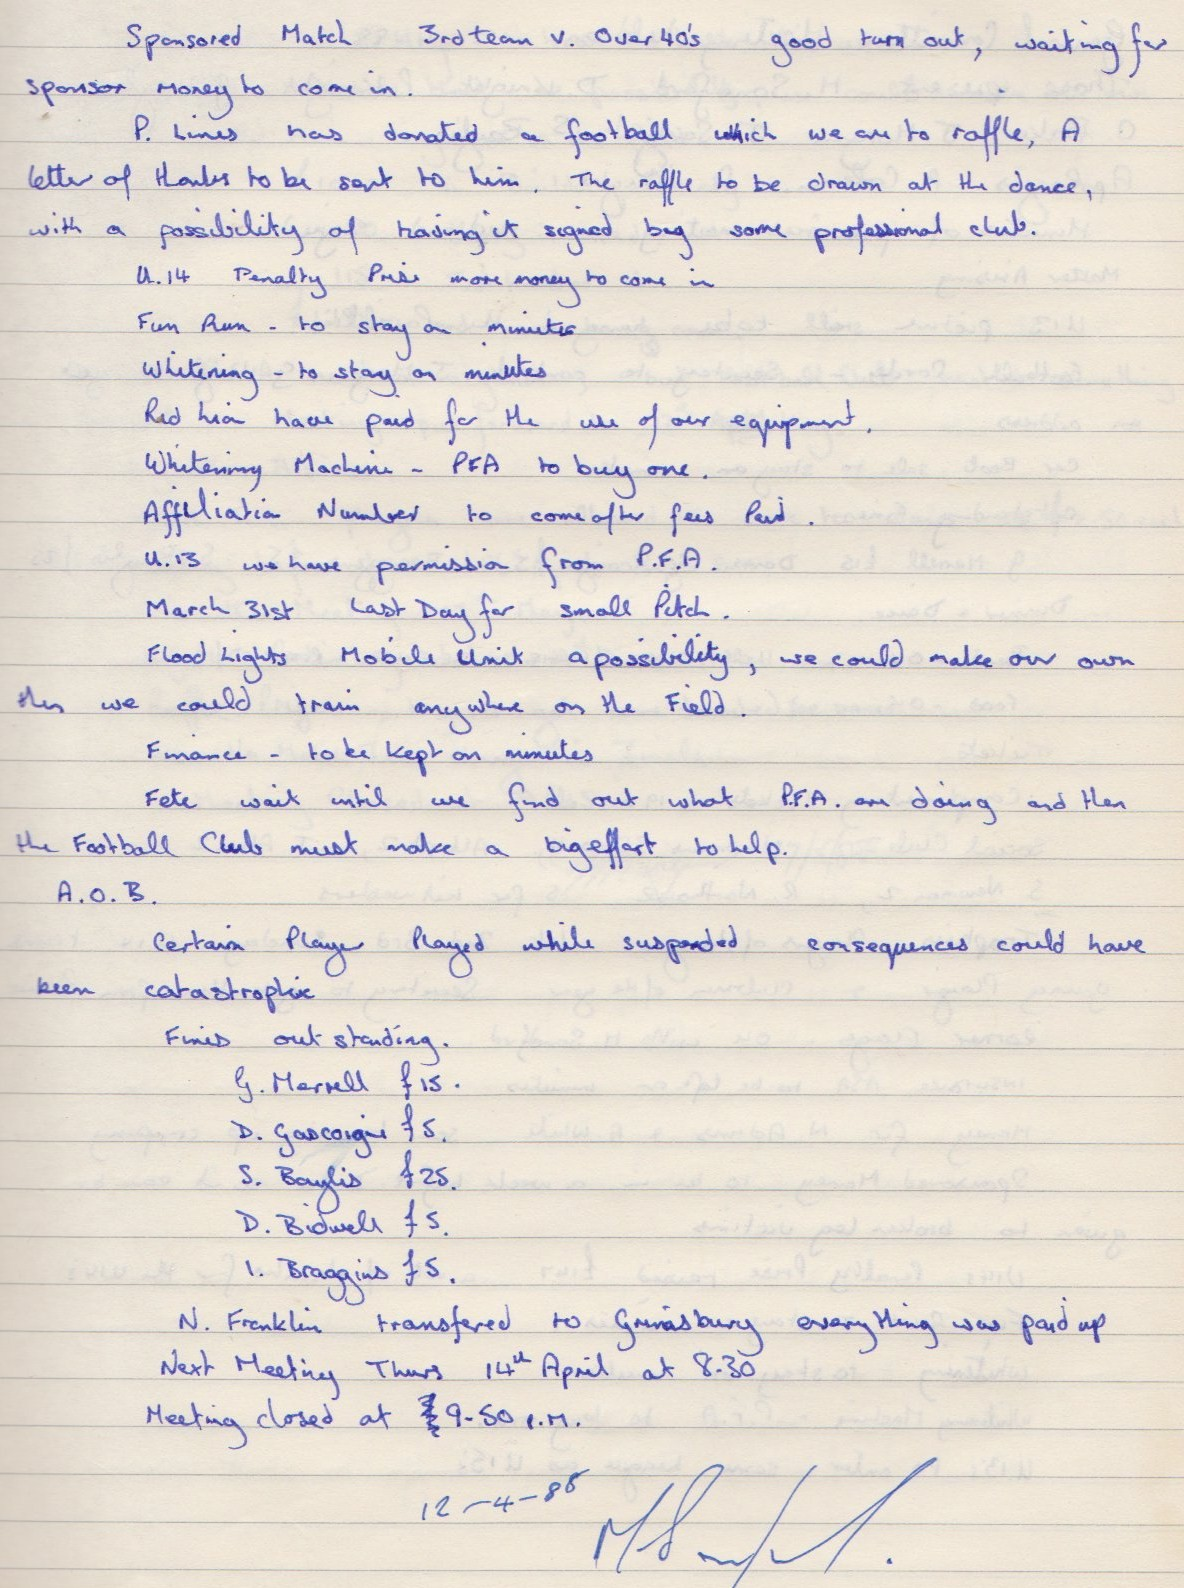 Sponsored Match 3rd team v. Over 40's good turn out, waiting for
sponsor money to come in.
P. Lines has donated a football which we are to raffle, A
letter of thanks to be sent to him. The raffle to be drawn at the dance,
with a possibility of having it signed bag some professional club.
U.14 Penalty Prise more money to come in
Fun Run - to stay on minutes
Whitening - to stay on minutes
Red Lion have paid for the use of our equipment.
Whitening Machine - PFA to buy one.
Affiliation Number to come after fees Paid.
U.13 we have permission from P.F.A.
March 31st Last Day for small Pitch.
Flood Lights Mobile Unit a possibility, we could make our own
then we could train anywhere on the Field.
Finance - to be kept on minutes
Fete wait until we find out what P.F.A. are doing and then
the Football Club must make a big effort to help.
A.O.B.
Certain Player Played while suspended consequences could have
been catastrophic
Fines outstanding.
G. Merrell £15.
D. Gascoigne £5.
S. Baylis £25.
D. Bidwell £5.
I. Braggins £5.
N. Franklin transfered to Grimsbury everything was paid up
Next Meeting Thurs 14th April at 8.30
Meeting closed at 9-50 P.M.
12-4-88